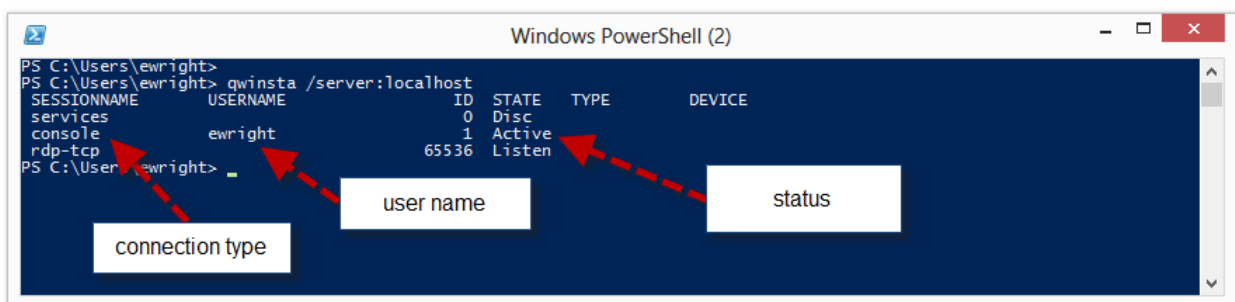 Windows PowerShell (2)
PS C:\Users\ewright>
PS C:\Users\ewright> qwinsta /server:localhost
SESSIONNAME USERNAME ID STATE TYPE DEVICE
services 0 Disc
console ewright 1 Active
rdp-tcp 65536 Listen
PS C:\Users\ewright> _
user name
status
connection type